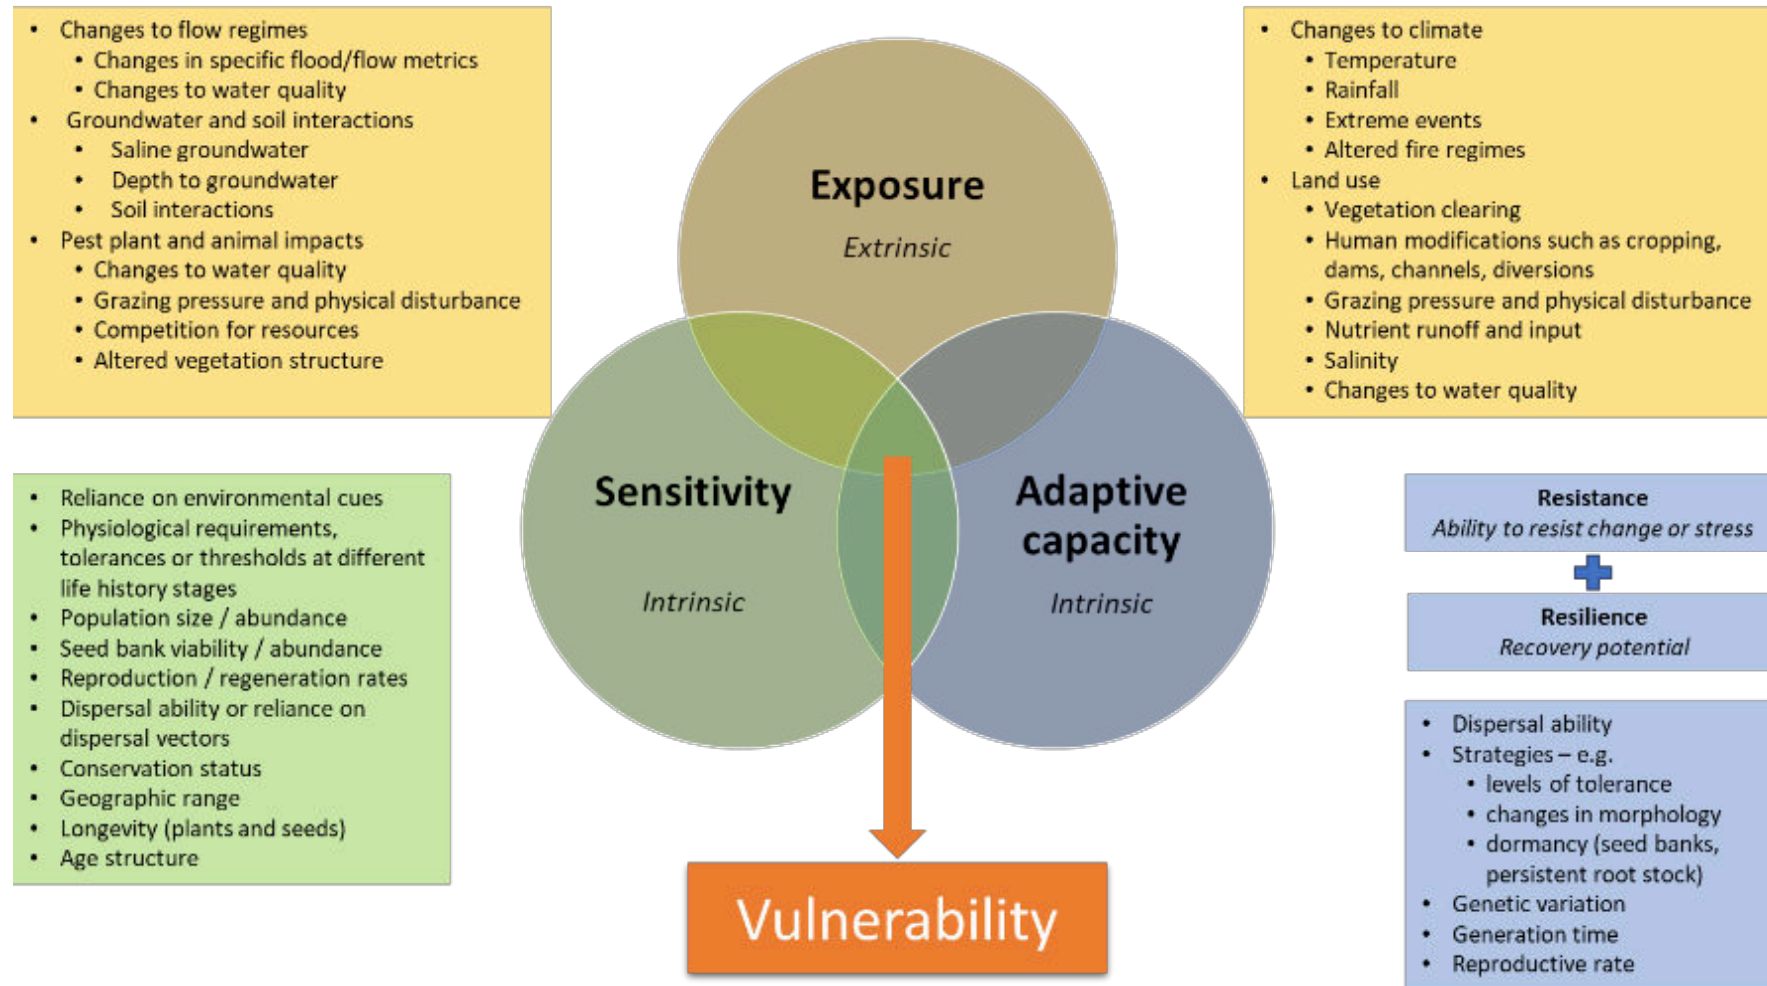 • Changes to flow regimes
• Changes in specific flood/flow metrics
• Changes to water quality
• Groundwater and soil interactions
• Saline groundwater
• Depth to groundwater
• Soil interactions
• Pest plant and animal impacts
• Changes to water quality
• Grazing pressure and physical disturbance
• Competition for resources
• Altered vegetation structure
Exposure
Extrinsic
• Changes to climate
• Temperature
• Rainfall
• Extreme events
• Altered fire regimes
• Land use
• Vegetation clearing
• Human modifications such as cropping,
dams, channels, diversions
• Grazing pressure and physical disturbance
• Nutrient runoff and input
• Salinity
• Changes to water quality
• Reliance on environmental cues
• Physiological requirements,
tolerances or thresholds at different
life history stages
• Population size / abundance
• Seed bank viability / abundance
• Reproduction / regeneration rates
• Dispersal ability or reliance on
dispersal vectors
• Conservation status
• Geographic range
• Longevity (plants and seeds)
• Age structure
Sensitivity
Intrinsic
Adaptive
capacity
Intrinsic
Resistance
Ability to resist change or stress
Resilience
Recovery potential
• Dispersal ability
• Strategies – e.g.
• levels of tolerance
• changes in morphology
• dormancy (seed banks,
persistent root stock)
• Genetic variation
• Generation time
• Reproductive rate
Vulnerability